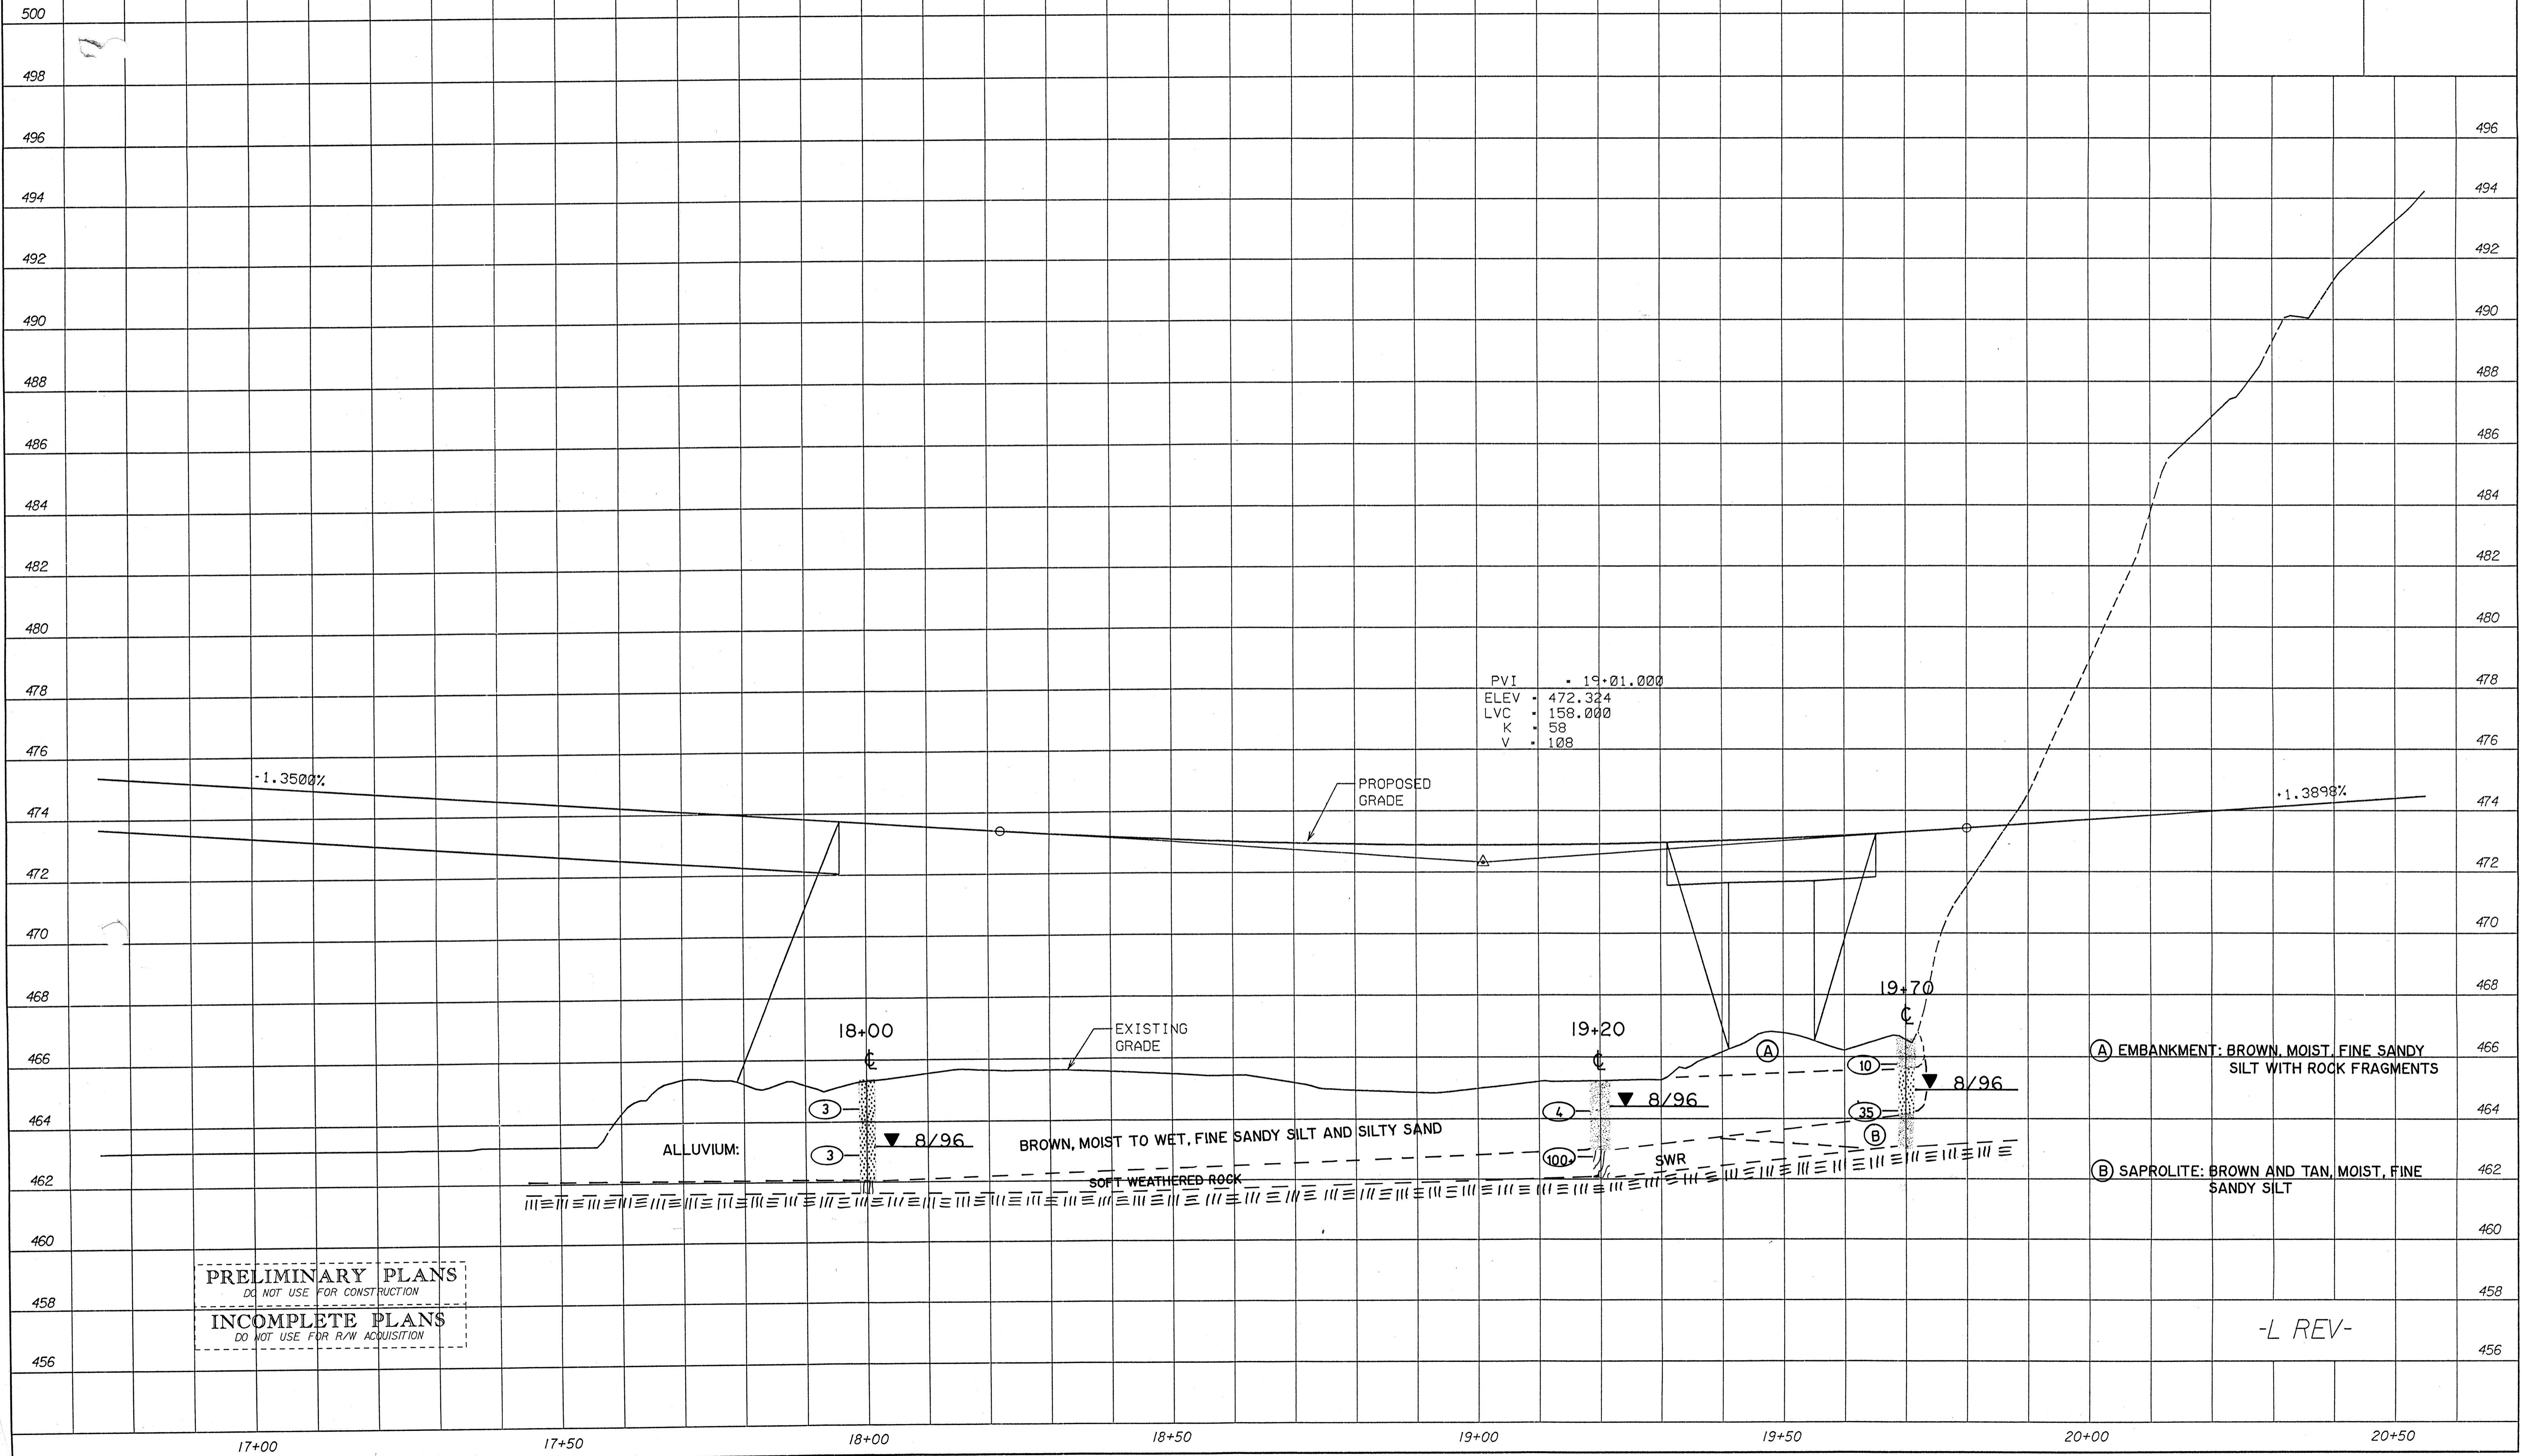 500
498
496
496
494
494
492
492
490
490
488
488
486
486
484
484
482
482
480
480
478
478
PVI = 19+01.000
ELEV = 472.324
LVC = 158.000
K = 58
V = 108
476
476
-1.3500%
PROPOSED
GRADE
+1.3898%
474
474
472
472
470
470
468
468
19+70
℄
18+00
℄
EXISTING
GRADE
19+20
℄
466
466
A
10
A EMBANKMENT: BROWN, MOIST, FINE SANDY
SILT WITH ROCK FRAGMENTS
8/96
3
4
8/96
35
464
464
ALLUVIUM:
3
8/96
BROWN, MOIST TO WET, FINE SANDY SILT AND SILTY SAND
B
100+
SWR
462
462
SOFT WEATHERED ROCK
B SAPROLITE: BROWN AND TAN, MOIST, FINE
SANDY SILT
460
460
PRELIMINARY PLANS
DO NOT USE FOR CONSTRUCTION
INCOMPLETE PLANS
DO NOT USE FOR R/W ACQUISITION
458
458
-L REV-
456
456
17+00
17+50
18+00
18+50
19+00
19+50
20+00
20+50